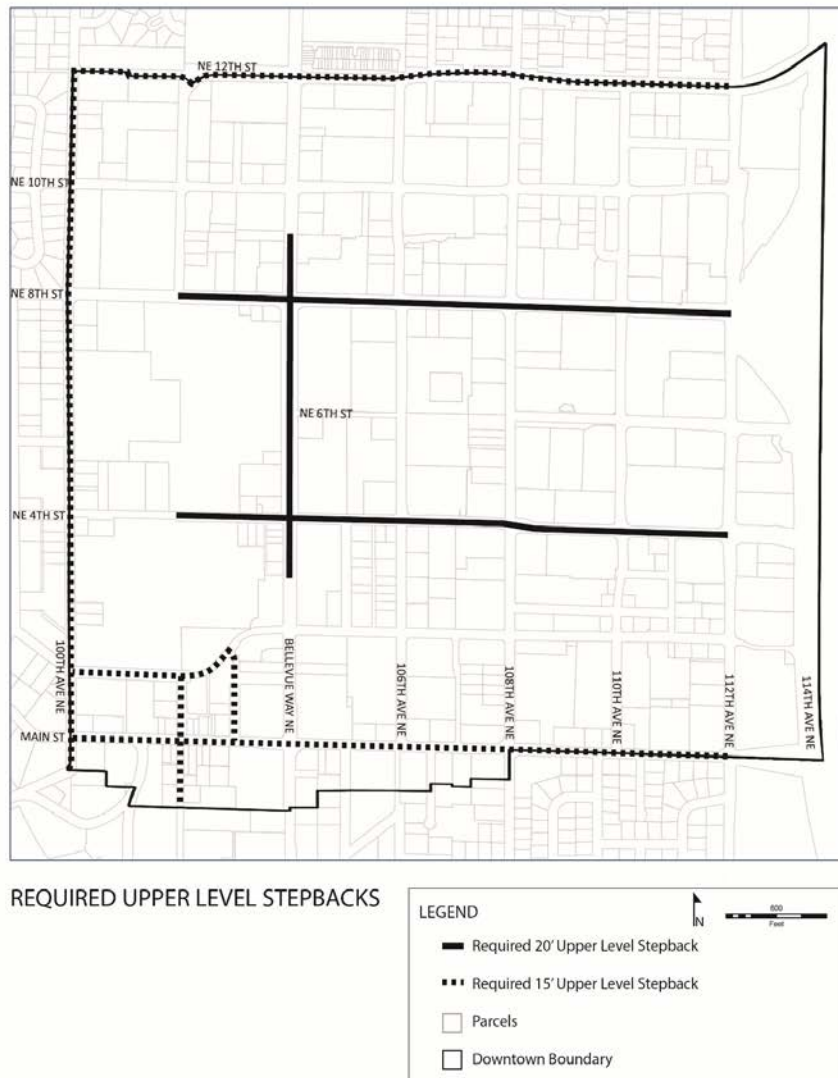 NE 12TH ST
NE 10TH ST
NE 8TH ST
NE 6TH ST
NE 4TH ST
100TH AVE NE
BELLEVUE WAY NE
106TH AVE NE
108TH AVE NE
110TH AVE NE
112TH AVE NE
114TH AVE NE
MAIN ST
REQUIRED UPPER LEVEL STEPBACKS
LEGEND
N
600
Feet
Required 20' Upper Level Stepback
Required 15' Upper Level Stepback
Parcels
Downtown Boundary